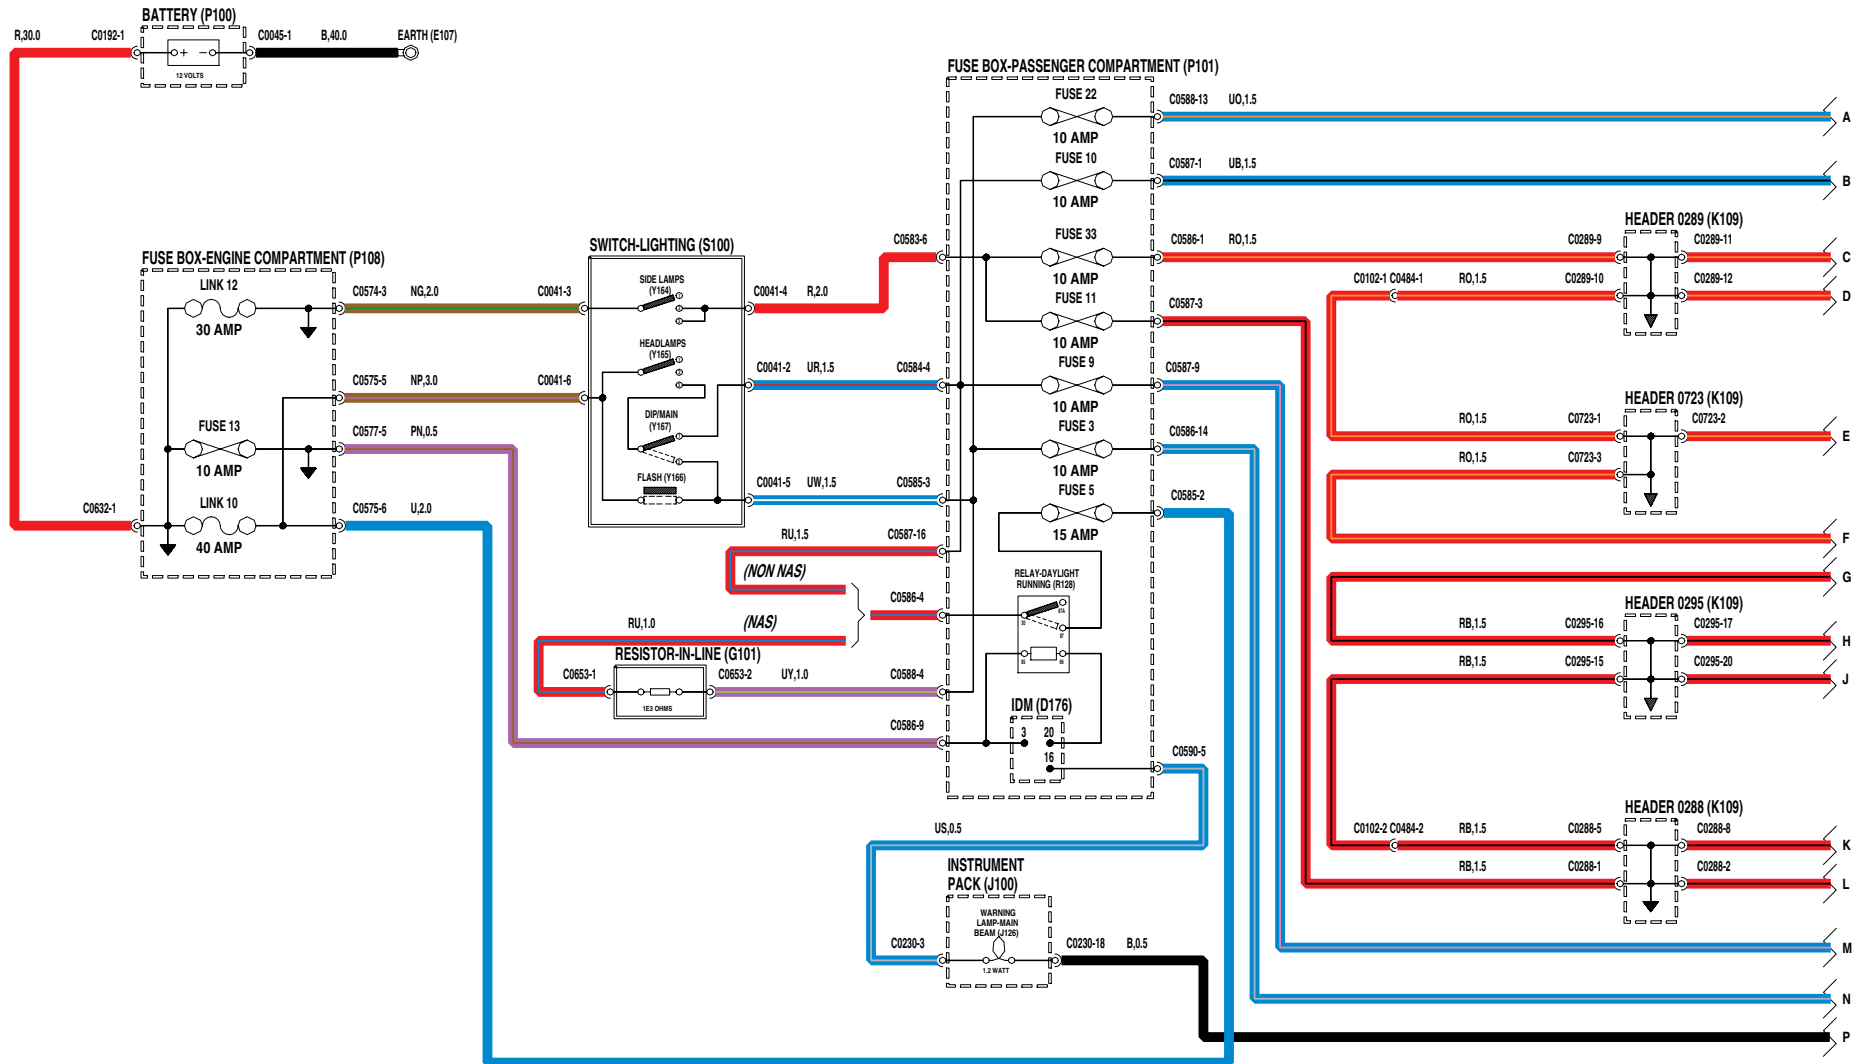 BATTERY (P100)
R,30.0
C0192-1
C0045-1
B,40.0
EARTH (E107)
+
−
12 VOLTS
FUSE BOX-PASSENGER COMPARTMENT (P101)
FUSE 22
10 AMP
C0588-13
UO,1.5
A
FUSE 10
10 AMP
C0587-1
UB,1.5
B
HEADER 0289 (K109)
FUSE 33
10 AMP
C0583-6
C0586-1
RO,1.5
C0289-9
C0289-11
C
C0102-1
C0484-1
RO,1.5
C0289-10
C0289-12
D
FUSE BOX-ENGINE COMPARTMENT (P108)
LINK 12
30 AMP
C0574-3
NG,2.0
C0041-3
SWITCH-LIGHTING (S100)
SIDE LAMPS
(Y164)
C0041-4
R,2.0
FUSE 11
10 AMP
C0587-3
HEADLAMPS
(Y165)
C0575-5
NP,3.0
C0041-6
C0041-2
UR,1.5
C0584-4
FUSE 9
10 AMP
C0587-9
HEADER 0723 (K109)
FUSE 13
10 AMP
C0577-5
PN,0.5
DIP/MAIN
(Y167)
FUSE 3
10 AMP
C0586-14
RO,1.5
C0723-1
C0723-2
E
RO,1.5
C0723-3
FLASH (Y166)
C0041-5
UW,1.5
C0585-3
FUSE 5
15 AMP
C0585-2
C0632-1
LINK 10
40 AMP
C0575-6
U,2.0
F
RU,1.5
C0587-16
(NON NAS)
G
RELAY-DAYLIGHT
RUNNING (R128)
30
87A
87
85
86
C0586-4
RU,1.0
(NAS)
HEADER 0295 (K109)
RB,1.5
C0295-16
C0295-17
H
RB,1.5
C0295-15
C0295-20
J
RESISTOR-IN-LINE (G101)
C0653-1
1E3 OHMS
C0653-2
UY,1.0
C0588-4
C0586-9
IDM (D176)
3
20
16
C0590-5
US,0.5
HEADER 0288 (K109)
C0102-2
C0484-2
RB,1.5
C0288-5
C0288-8
K
RB,1.5
C0288-1
C0288-2
L
INSTRUMENT
PACK (J100)
WARNING
LAMP-MAIN
BEAM (J126)
1.2 WATT
C0230-3
C0230-18
B,0.5
M
N
P